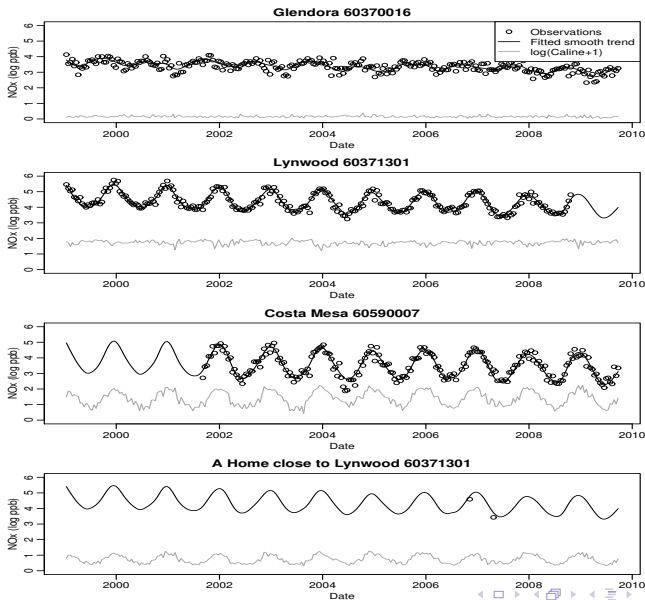 Glendora 60370016
Observations
Fitted smooth trend
log(Caline+1)
NOx (log ppb)
0 1 2 3 4 5 6
2000 2002 2004 2006 2008 2010
Date
Lynwood 60371301
NOx (log ppb)
0 1 2 3 4 5 6
2000 2002 2004 2006 2008 2010
Date
Costa Mesa 60590007
NOx (log ppb)
0 1 2 3 4 5 6
2000 2002 2004 2006 2008 2010
Date
A Home close to Lynwood 60371301
NOx (log ppb)
0 1 2 3 4 5 6
2000 2002 2004 2006 2008 2010
Date